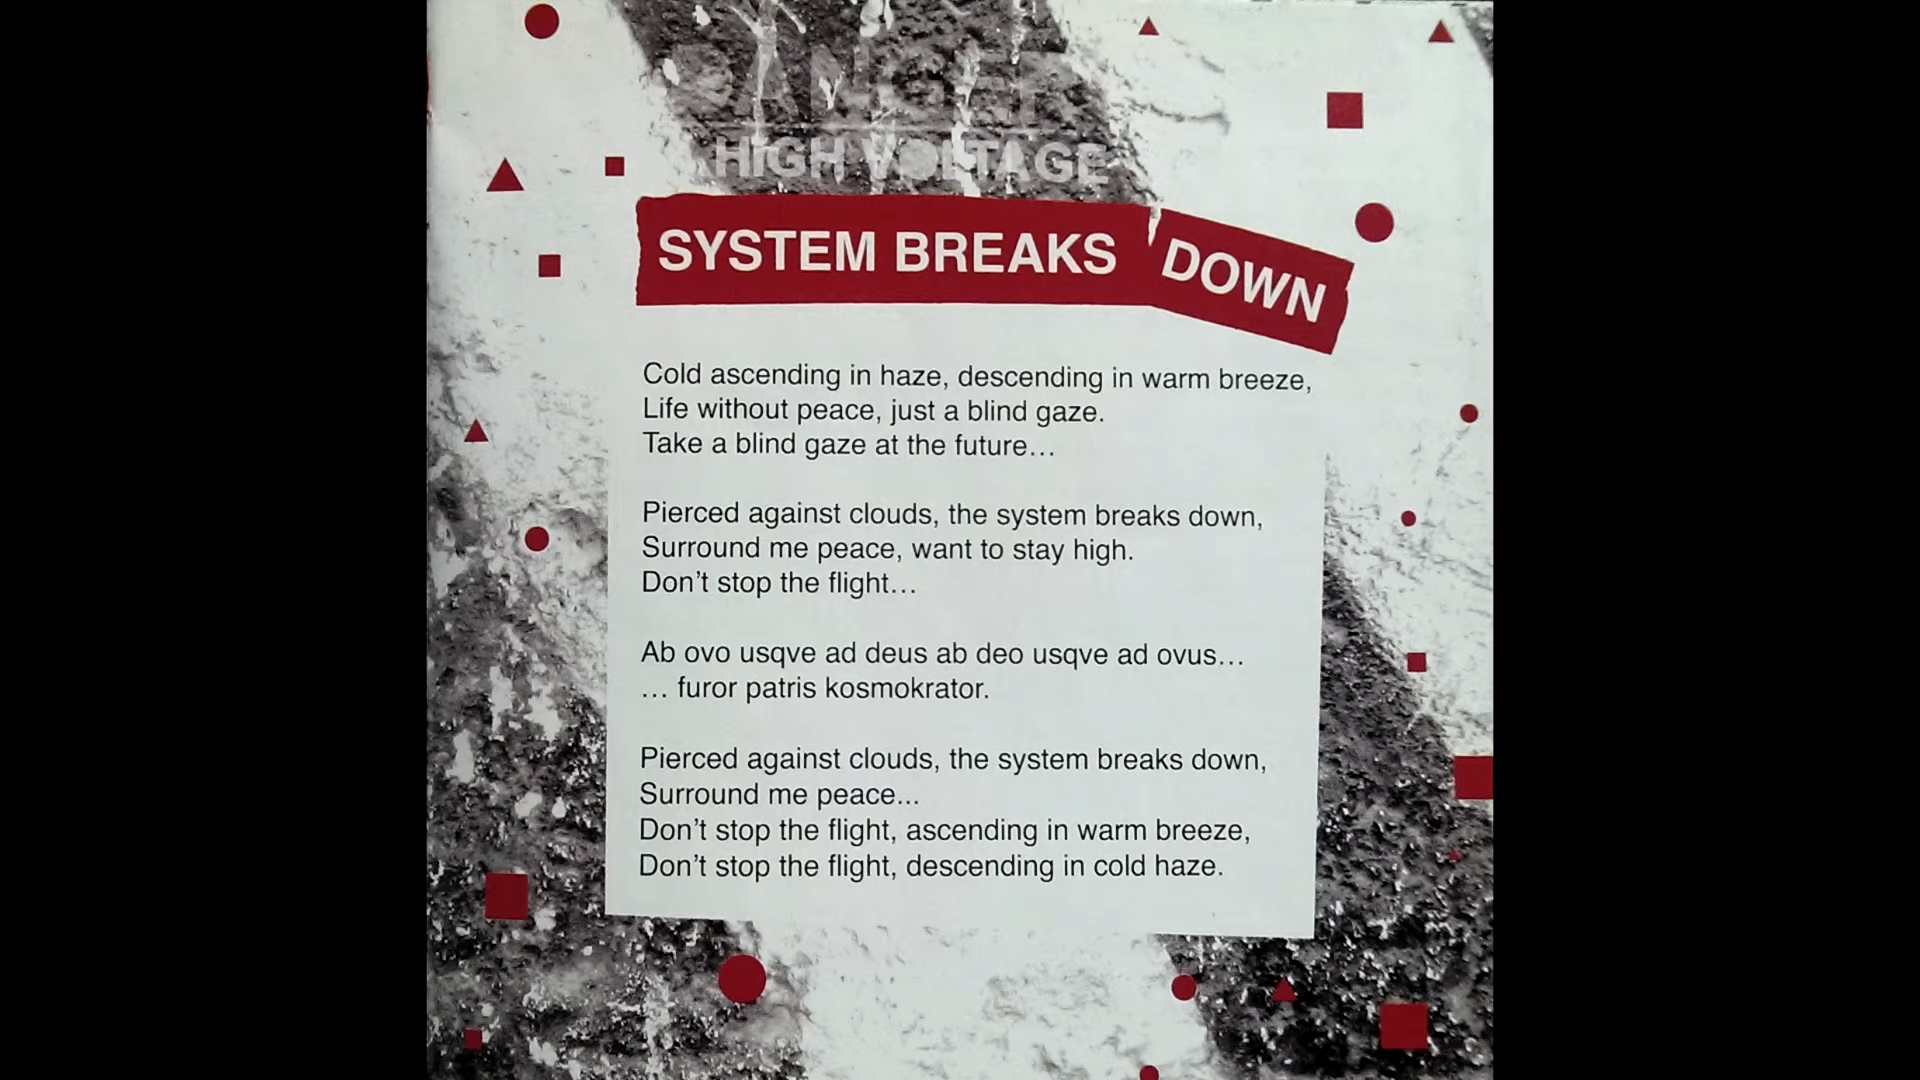 DANGER
HIGH VOLTAGE
SYSTEM BREAKS DOWN
Cold ascending in haze, descending in warm breeze,
Life without peace, just a blind gaze.
Take a blind gaze at the future…
Pierced against clouds, the system breaks down,
Surround me peace, want to stay high.
Don’t stop the flight…
Ab ovo usqve ad deus ab deo usqve ad ovus…
… furor patris kosmokrator.
Pierced against clouds, the system breaks down,
Surround me peace...
Don’t stop the flight, ascending in warm breeze,
Don’t stop the flight, descending in cold haze.